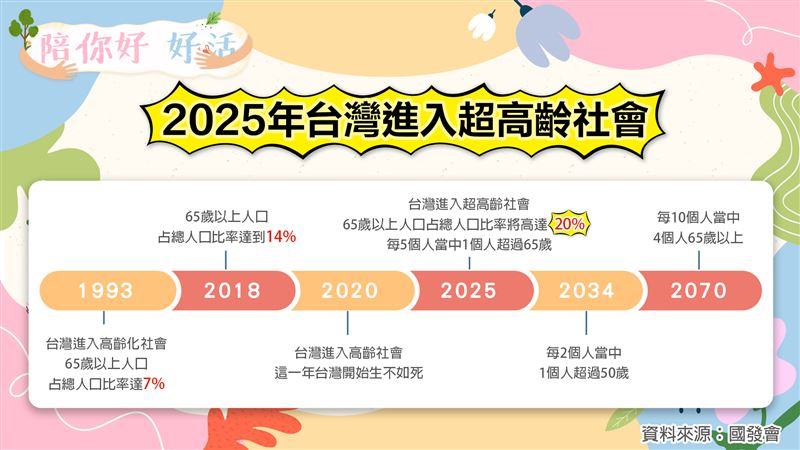 陪你好好活
2025年台灣進入超高齡社會
65歲以上人口
占總人口比率達到14%
台灣進入超高齡社會
65歲以上人口占總人口比率將高達20%
每5個人當中1個人超過65歲
每10個人當中
4個人65歲以上
1993
2018
2020
2025
2034
2070
台灣進入高齡化社會
65歲以上人口
占總人口比率達7%
台灣進入高齡社會
這一年台灣開始生不如死
每2個人當中
1個人超過50歲
資料來源：國發會